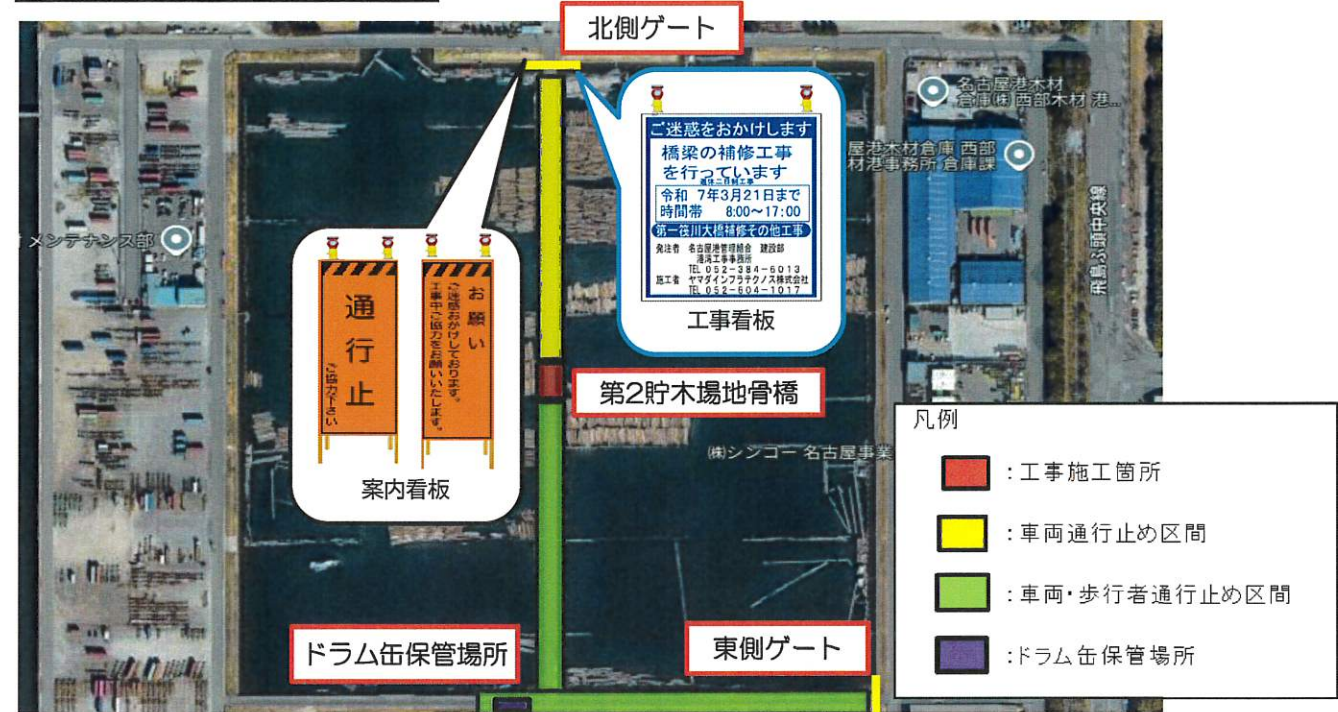 北側ゲート
名古屋港木材
倉庫㈱ 西部木材 港...
ご迷惑をおかけします
橋梁の補修工事
を行っています
週休二日制工事
令和 7年3月21日まで
時間帯 8:00～17:00
第一筏川大橋補修その他工事
発注者 名古屋港管理組合 建設部
港湾工事事務所
TEL 052-384-6013
施工者 ヤマダインフラテクノス株式会社
TEL 052-604-1017
工事看板
屋港木材倉庫 西部
材港事務所 倉庫課
飛島ふ頭中央線
メンテナンス部
通行止
ご協力下さい
お願い
ご迷惑おかけしております。
工事中ご協力をお願いいたします。
案内看板
第2貯木場地骨橋
㈱シンコー 名古屋事業
凡例
:工事施工箇所
:車両通行止め区間
:車両・歩行者通行止め区間
:ドラム缶保管場所
ドラム缶保管場所
東側ゲート